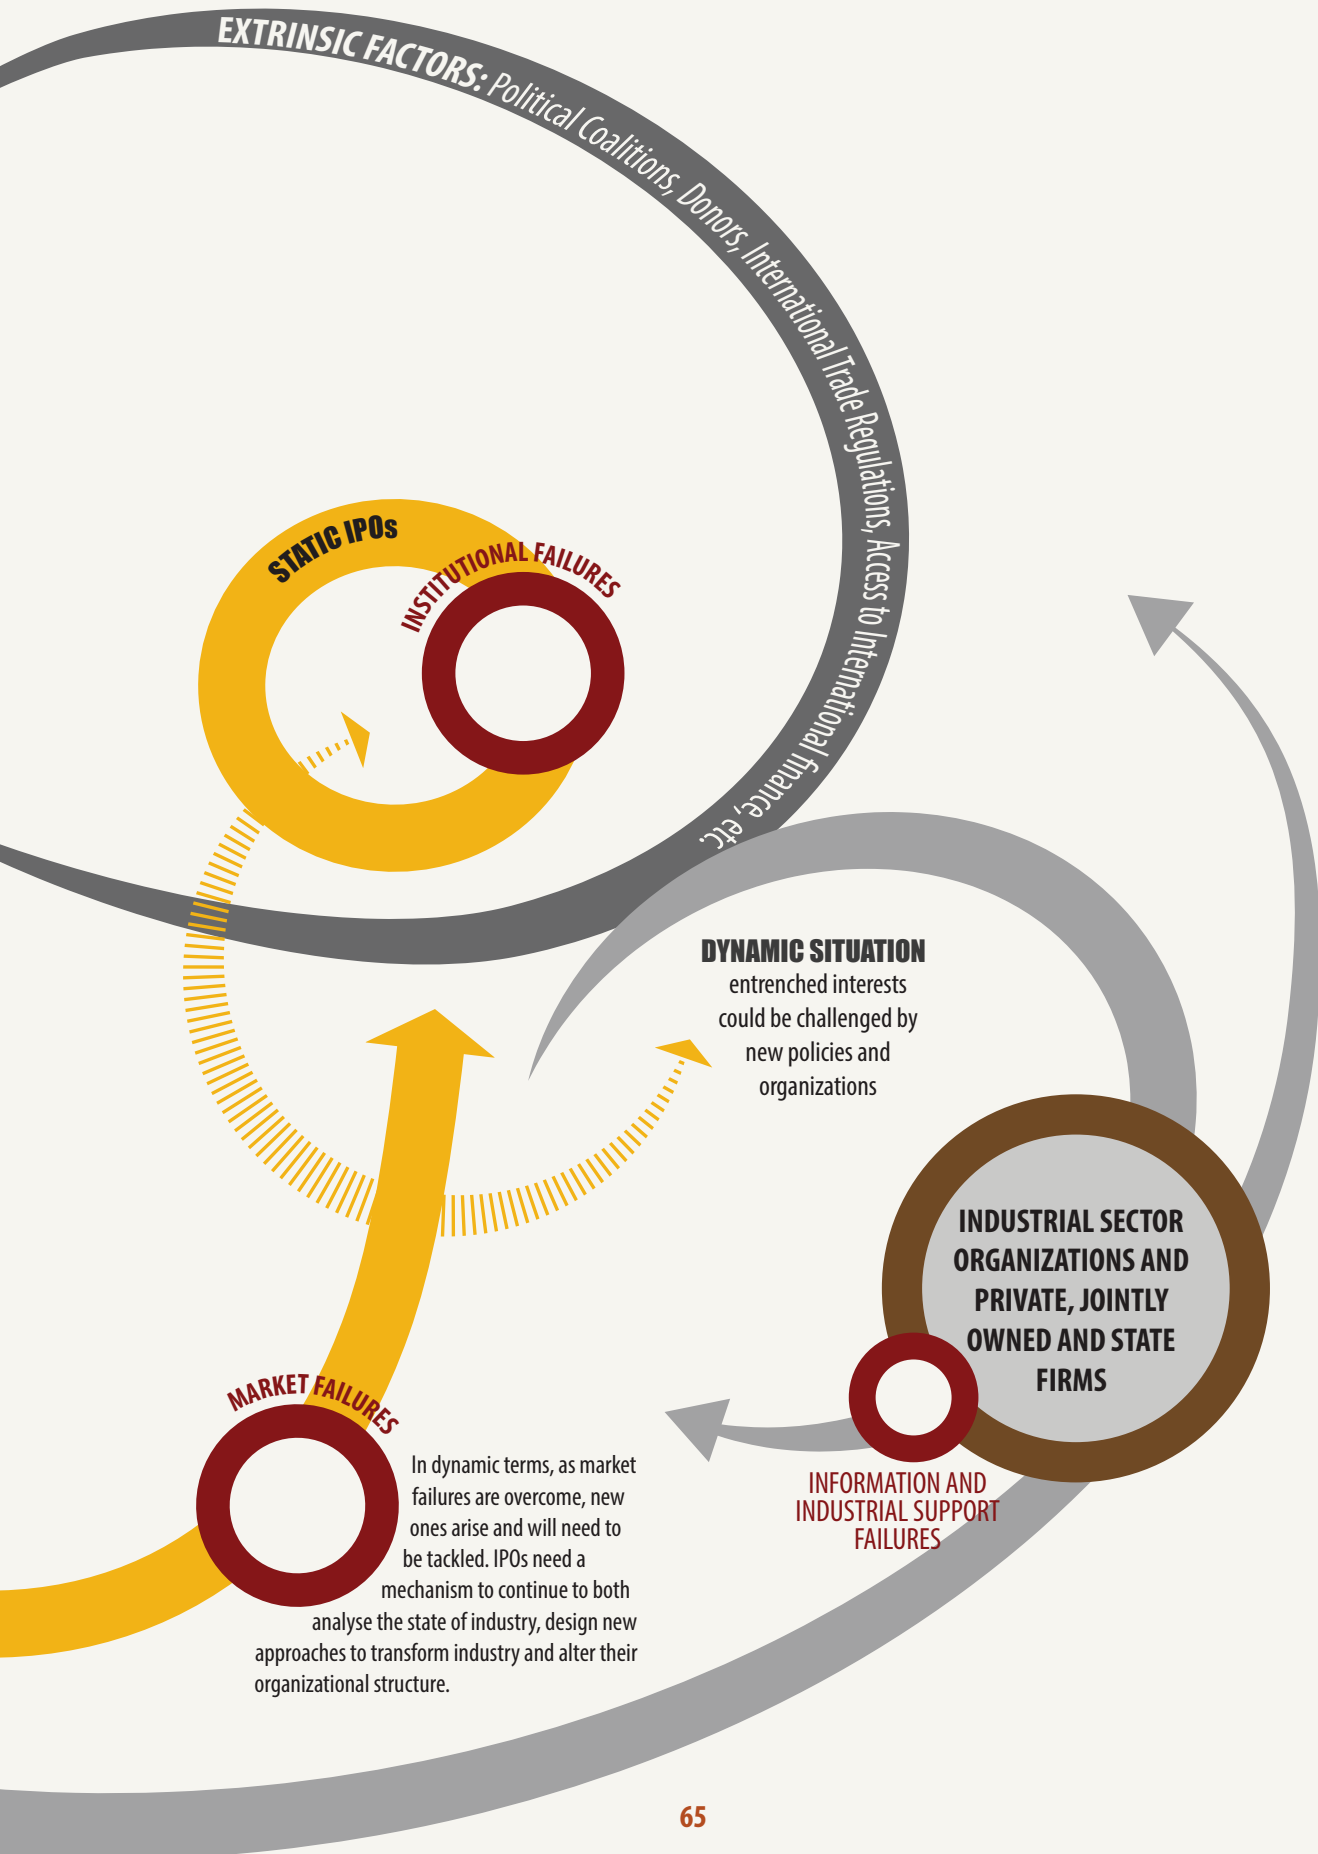 EXTRINSIC FACTORS: Political Coalitions, Donors, International Trade Regulations, Access to International finance, etc.
STATIC IPOs
INSTITUTIONAL FAILURES
DYNAMIC SITUATION
entrenched interests
could be challenged by
new policies and
organizations
INDUSTRIAL SECTOR
ORGANIZATIONS AND
PRIVATE, JOINTLY
OWNED AND STATE
FIRMS
MARKET FAILURES
In dynamic terms, as market
failures are overcome, new
ones arise and will need to
be tackled. IPOs need a
mechanism to continue to both
analyse the state of industry, design new
approaches to transform industry and alter their
organizational structure.
INFORMATION AND
INDUSTRIAL SUPPORT
FAILURES
65